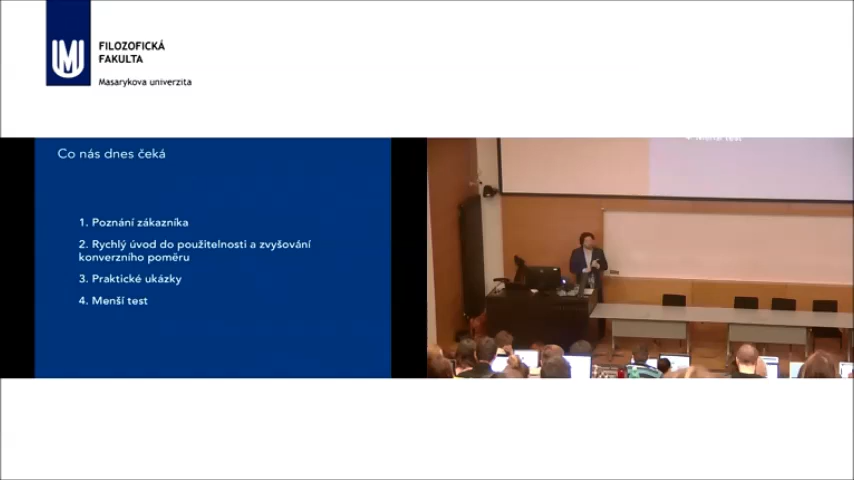 FILOZOFICKÁ
FAKULTA
Masarykova univerzita
Co nás dnes čeká
1. Poznání zákazníka
2. Rychlý úvod do použitelnosti a zvyšování
konverzního poměru
3. Praktické ukázky
4. Menší test